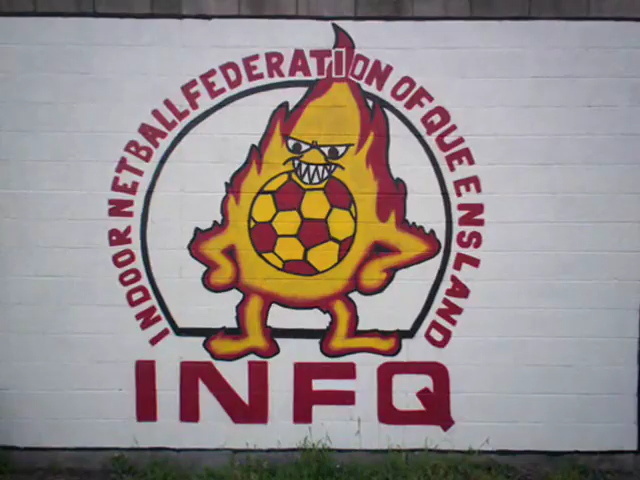 INDOOR NETBALL FEDERATION OF QUEENSLAND
INFQ